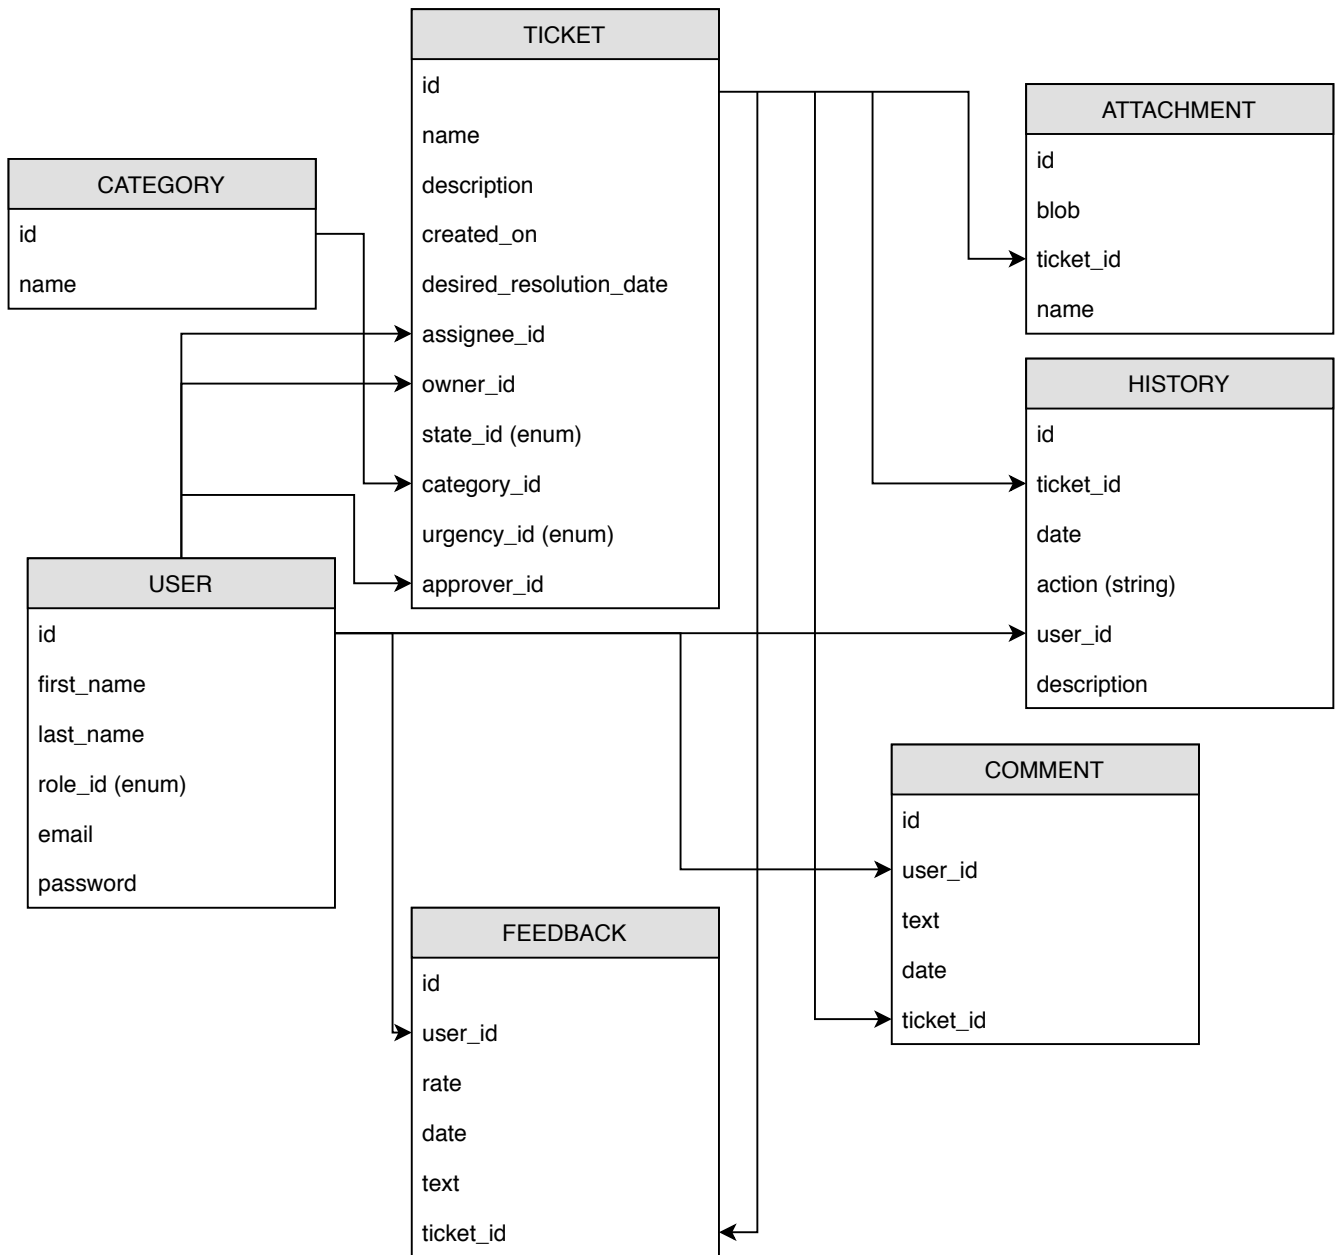 TICKET
id
name
description
created_on
desired_resolution_date
assignee_id
owner_id
state_id (enum)
category_id
urgency_id (enum)
approver_id
CATEGORY
id
name
ATTACHMENT
id
blob
ticket_id
name
HISTORY
id
ticket_id
date
action (string)
user_id
description
USER
id
first_name
last_name
role_id (enum)
email
password
COMMENT
id
user_id
text
date
ticket_id
FEEDBACK
id
user_id
rate
date
text
ticket_id